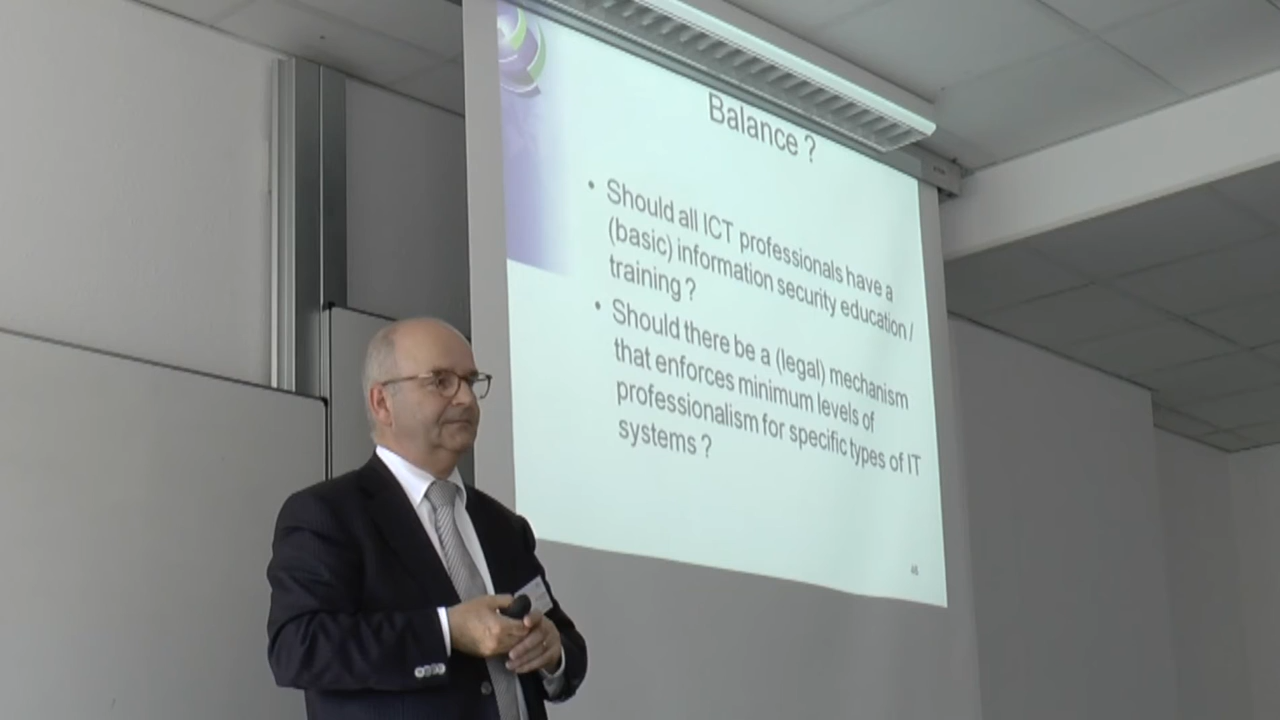 Balance ?
• Should all ICT professionals have a
(basic) information security education /
training ?
• Should there be a (legal) mechanism
that enforces minimum levels of
professionalism for specific types of IT
systems ?
46